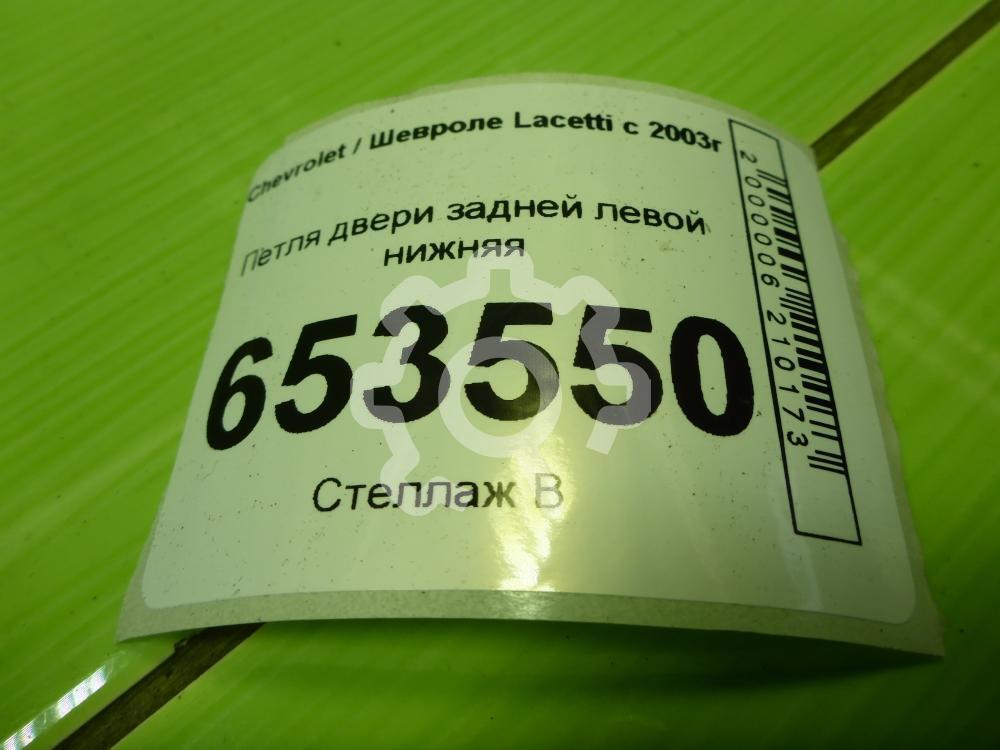 Chevrolet / Шевроле Lacetti с 2003г
Петля двери задней левой
нижняя
653550
Стеллаж В
2000006210173